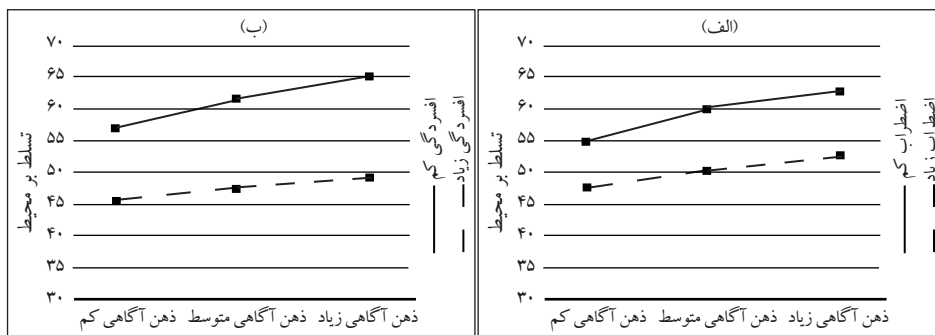 (الف)
تسلط بر محیط
۷۰
۶۵
۶۰
۵۵
۵۰
۴۵
۴۰
۳۵
۳۰
ذهن آگاهی کم ذهن آگاهی متوسط ذهن آگاهی زیاد
اضطراب کم
اضطراب زیاد
(ب)
تسلط بر محیط
۷۰
۶۵
۶۰
۵۵
۵۰
۴۵
۴۰
۳۵
۳۰
ذهن آگاهی کم ذهن آگاهی متوسط ذهن آگاهی زیاد
افسردگی کم
افسردگی زیاد